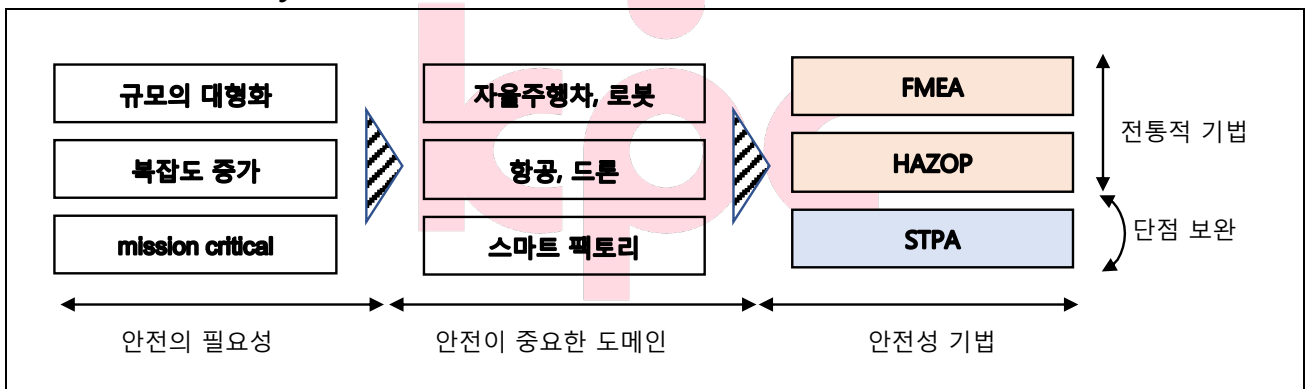 규모의 대형화
복잡도 증가
mission critical
안전의 필요성
자율주행차, 로봇
항공, 드론
스마트 팩토리
안전이 중요한 도메인
FMEA
HAZOP
STPA
안전성 기법
전통적 기법
단점 보완
kpc